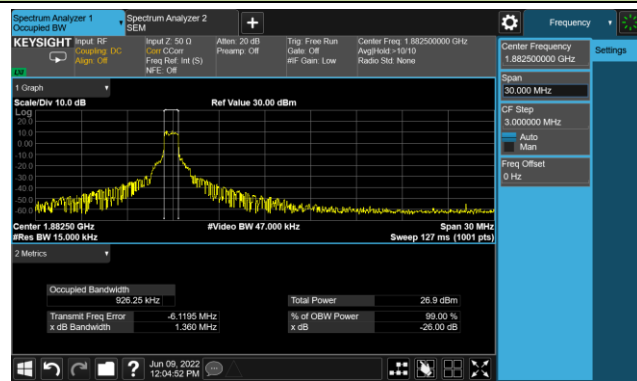 Spectrum Analyzer 1
Occupied BW
Spectrum Analyzer 2
SEM
+
Frequency
KEYSIGHT
Input: RF
Coupling: DC
Align: Off
Input Z: 50 Ω
Corr CCorr
Freq Ref: Int (S)
NFE: Off
Atten: 20 dB
Preamp: Off
Trig: Free Run
Gate: Off
#IF Gain: Low
Center Freq: 1.882500000 GHz
Avg|Hold:>10/10
Radio Std: None
Center Frequency
1.882500000 GHz
Settings
Span
30.000 MHz
CF Step
3.000000 MHz
Auto
Man
Freq Offset
0 Hz
1 Graph
Scale/Div 10.0 dB
Ref Value 30.00 dBm
Log
20.0
10.0
0.00
-10.0
-20.0
-30.0
-40.0
-50.0
-60.0
Center 1.88250 GHz
#Video BW 47.000 kHz
Span 30 MHz
#Res BW 15.000 kHz
Sweep 127 ms (1001 pts)
2 Metrics
Occupied Bandwidth
926.25 kHz
Total Power
26.9 dBm
Transmit Freq Error
-6.1195 MHz
% of OBW Power
99.00 %
x dB Bandwidth
1.360 MHz
x dB
-26.00 dB
?
Jun 09, 2022
12:04:52 PM